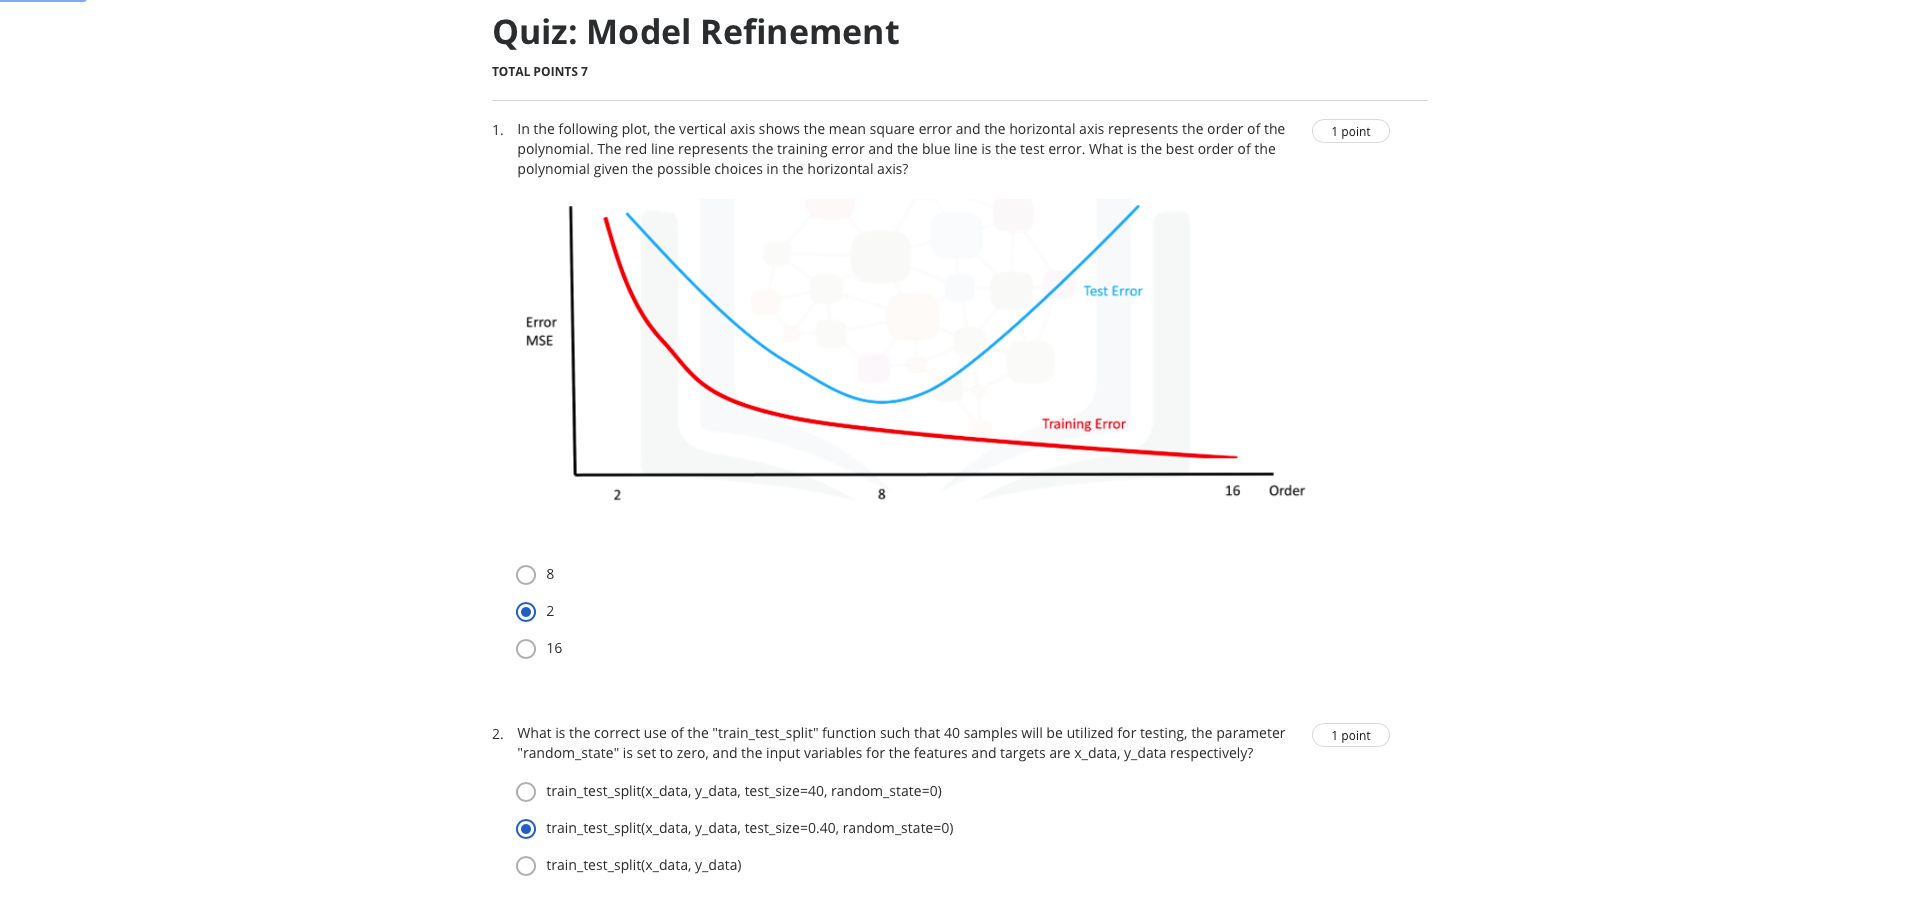 Quiz: Model Refinement
TOTAL POINTS 7
1. In the following plot, the vertical axis shows the mean square error and the horizontal axis represents the order of the
polynomial. The red line represents the training error and the blue line is the test error. What is the best order of the
polynomial given the possible choices in the horizontal axis?
1 point
Error
MSE
Test Error
Training Error
2
8
16
Order
8
2
16
2. What is the correct use of the "train_test_split" function such that 40 samples will be utilized for testing, the parameter
"random_state" is set to zero, and the input variables for the features and targets are x_data, y_data respectively?
1 point
train_test_split(x_data, y_data, test_size=40, random_state=0)
train_test_split(x_data, y_data, test_size=0.40, random_state=0)
train_test_split(x_data, y_data)